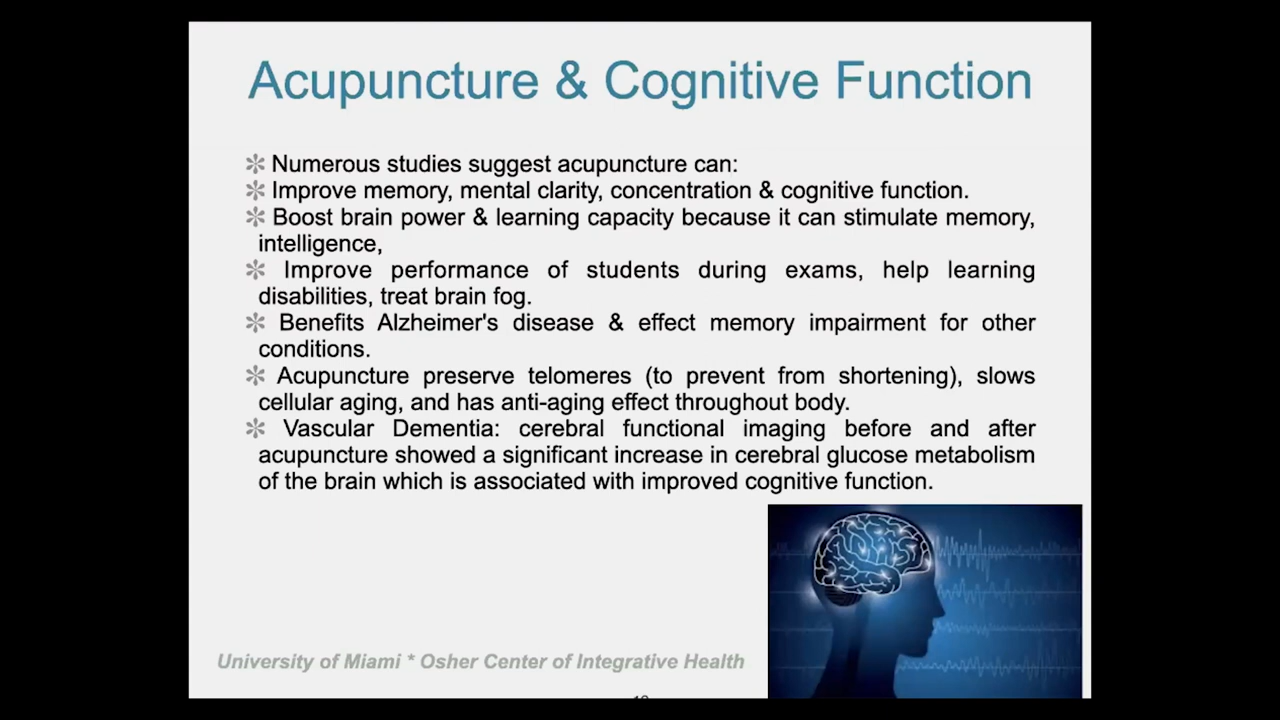 Acupuncture & Cognitive Function
✼ Numerous studies suggest acupuncture can:
✼ Improve memory, mental clarity, concentration & cognitive function.
✼ Boost brain power & learning capacity because it can stimulate memory,
intelligence,
✼ Improve performance of students during exams, help learning
disabilities, treat brain fog.
✼ Benefits Alzheimer's disease & effect memory impairment for other
conditions.
✼ Acupuncture preserve telomeres (to prevent from shortening), slows
cellular aging, and has anti-aging effect throughout body.
✼ Vascular Dementia: cerebral functional imaging before and after
acupuncture showed a significant increase in cerebral glucose metabolism
of the brain which is associated with improved cognitive function.
University of Miami * Osher Center of Integrative Health